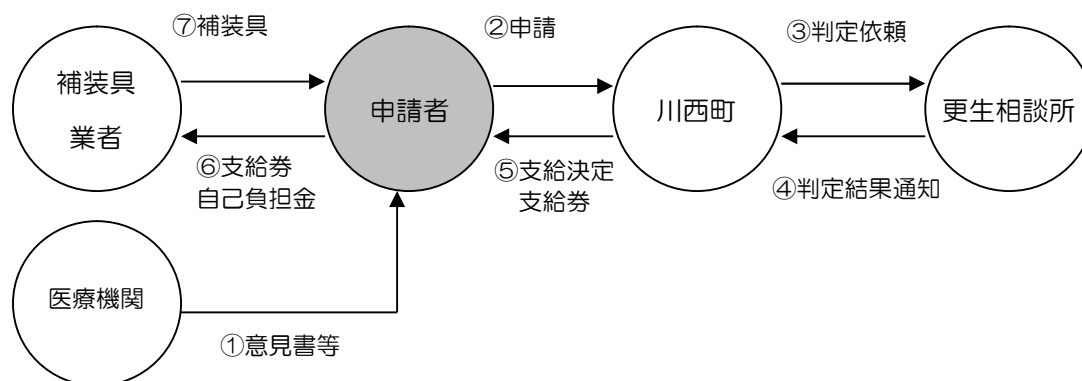 ⑦補装具
②申請
③判定依頼
補装具
業者
申請者
川西町
更生相談所
⑥支給券
自己負担金
⑤支給決定
支給券
④判定結果通知
医療機関
①意見書等